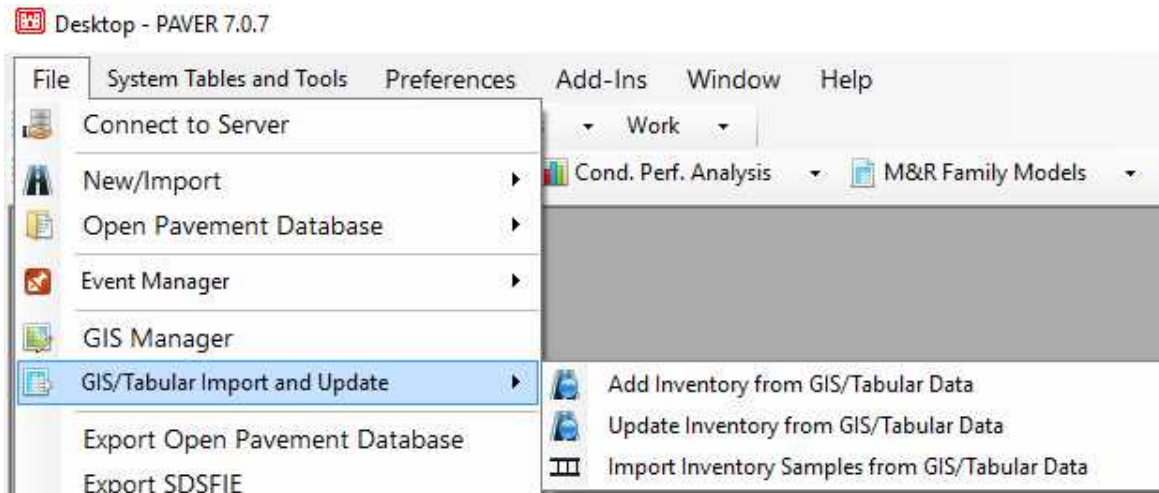 Desktop - PAVER 7.0.7
File System Tables and Tools Preferences Add-Ins Window Help
Connect to Server
Work
New/Import
Cond. Perf. Analysis M&R Family Models
Open Pavement Database
Event Manager
GIS Manager
GIS/Tabular Import and Update
Add Inventory from GIS/Tabular Data
Update Inventory from GIS/Tabular Data
Import Inventory Samples from GIS/Tabular Data
Export Open Pavement Database
Export SDSFIE